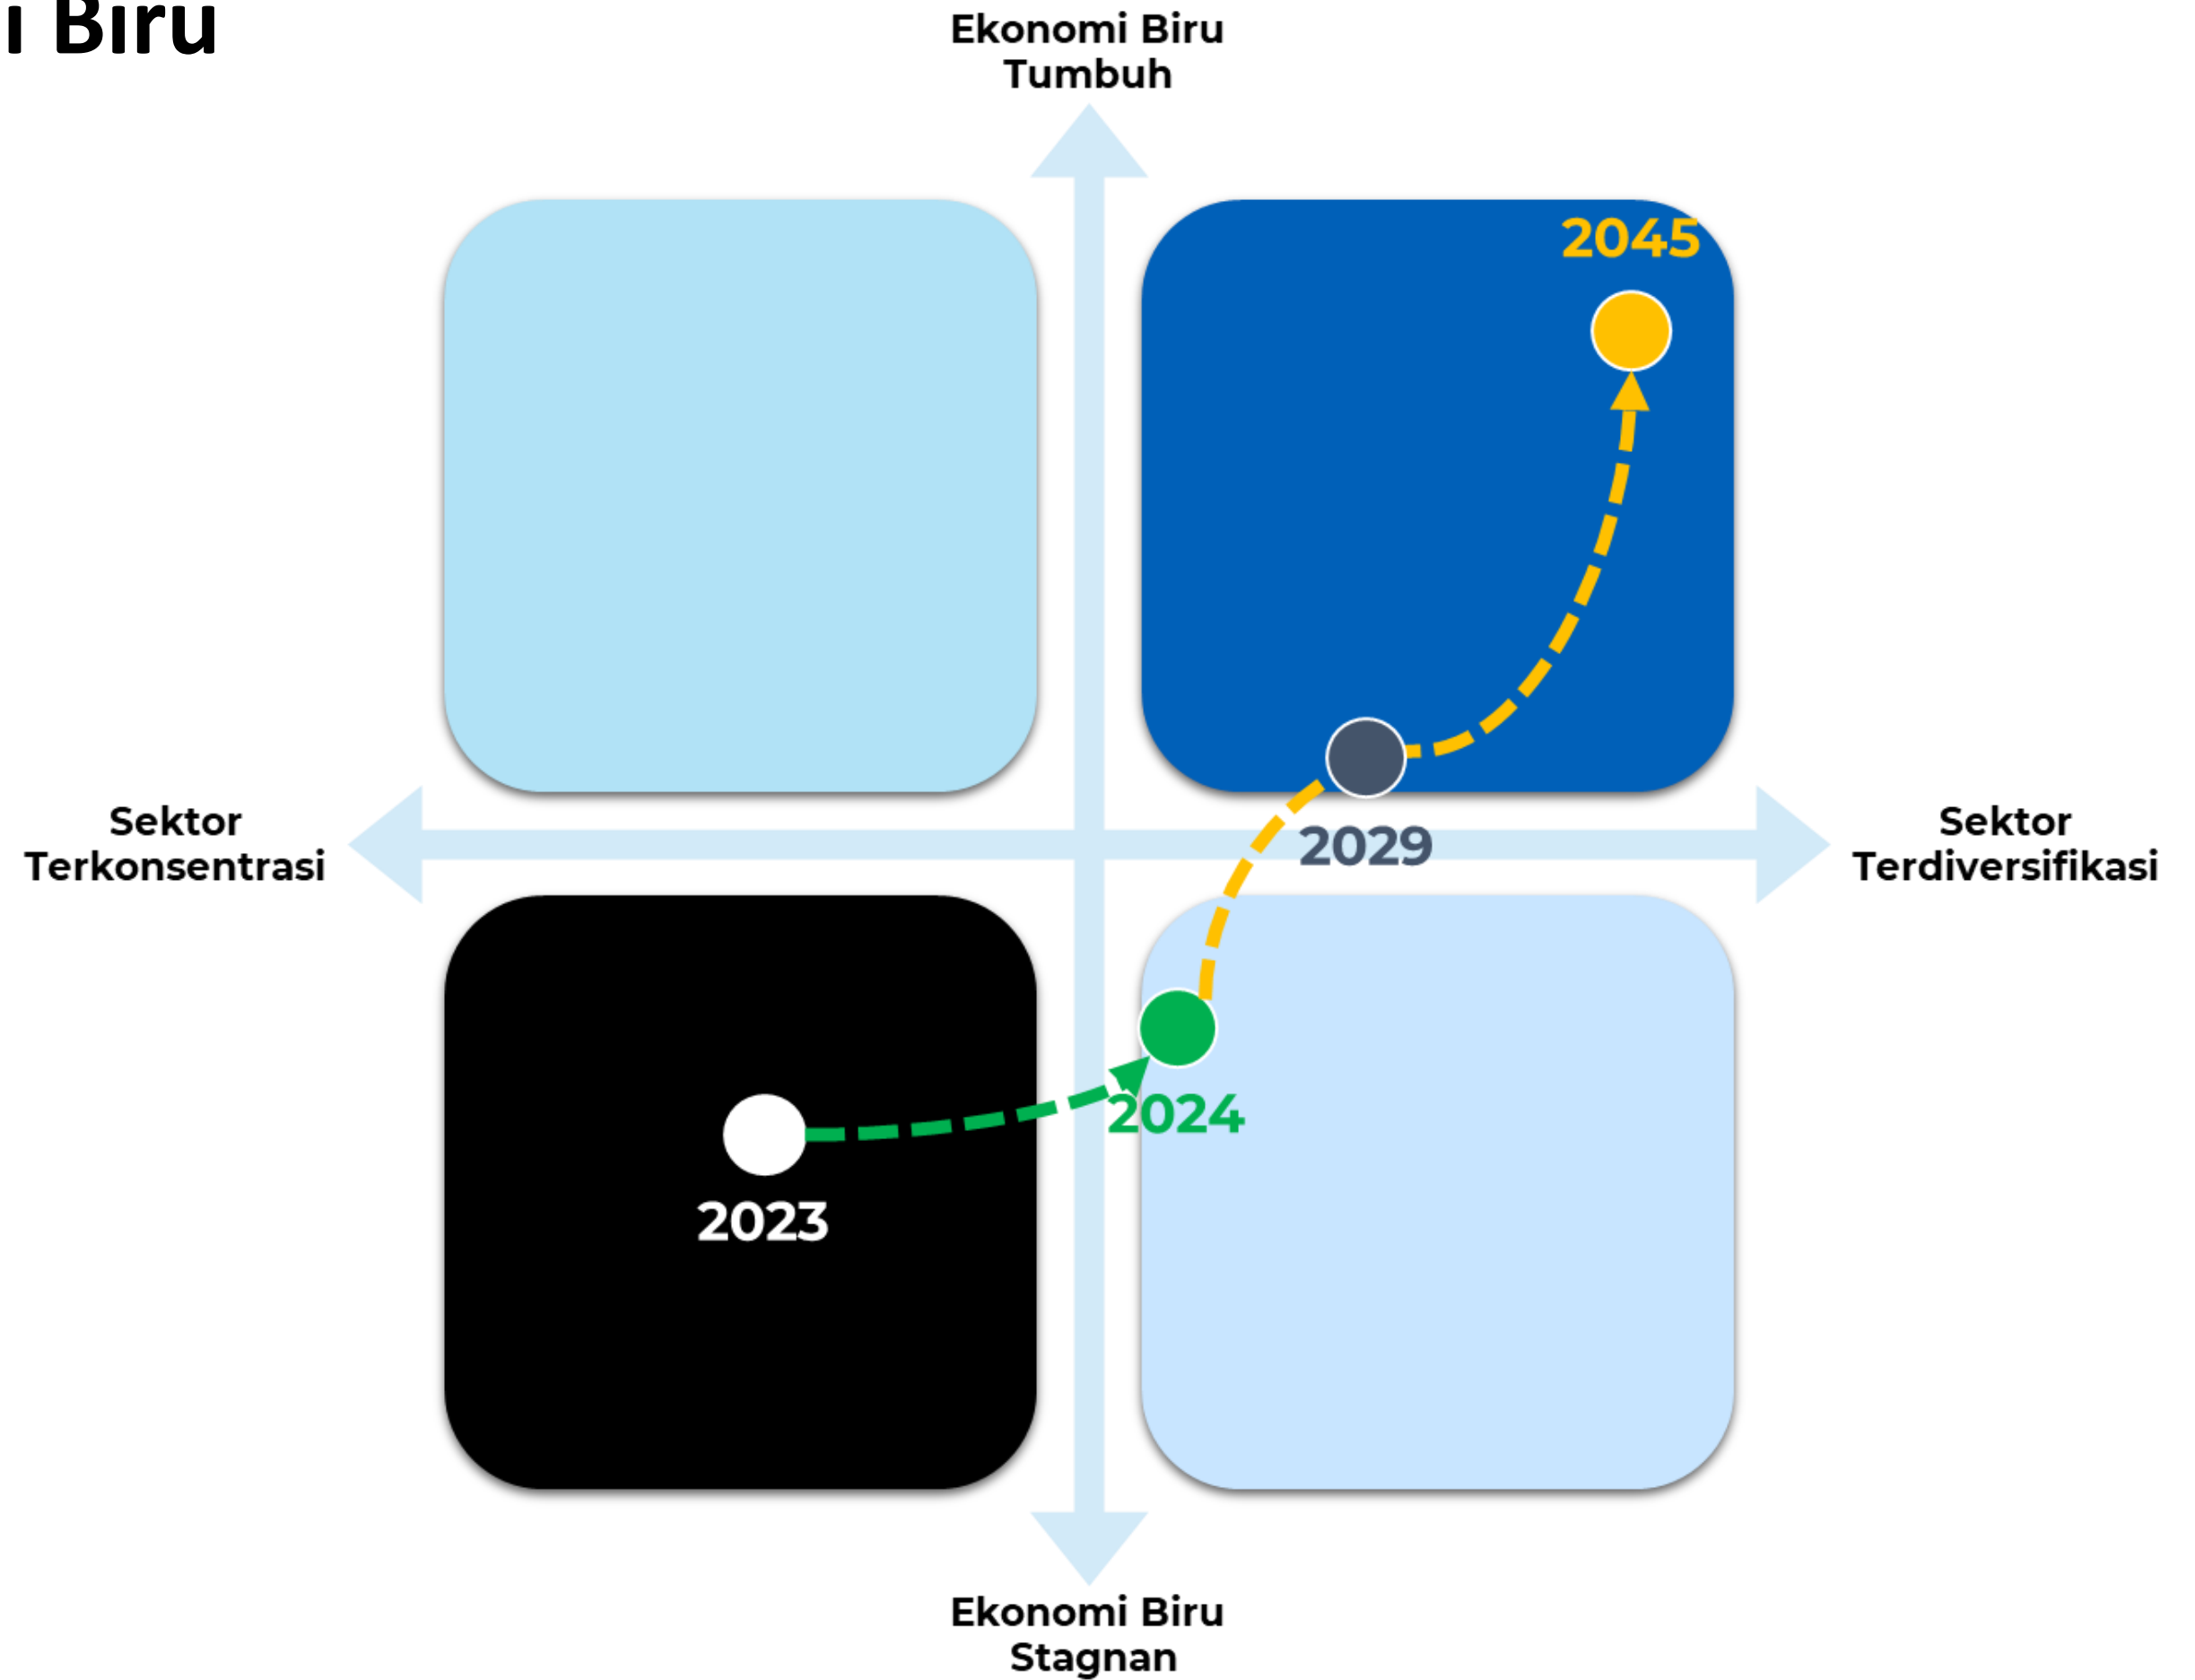 i Biru
Ekonomi Biru
Tumbuh
2045
Sektor
Terkonsentrasi
2029
Sektor
Terdiversifikasi
2024
2023
Ekonomi Biru
Stagnan